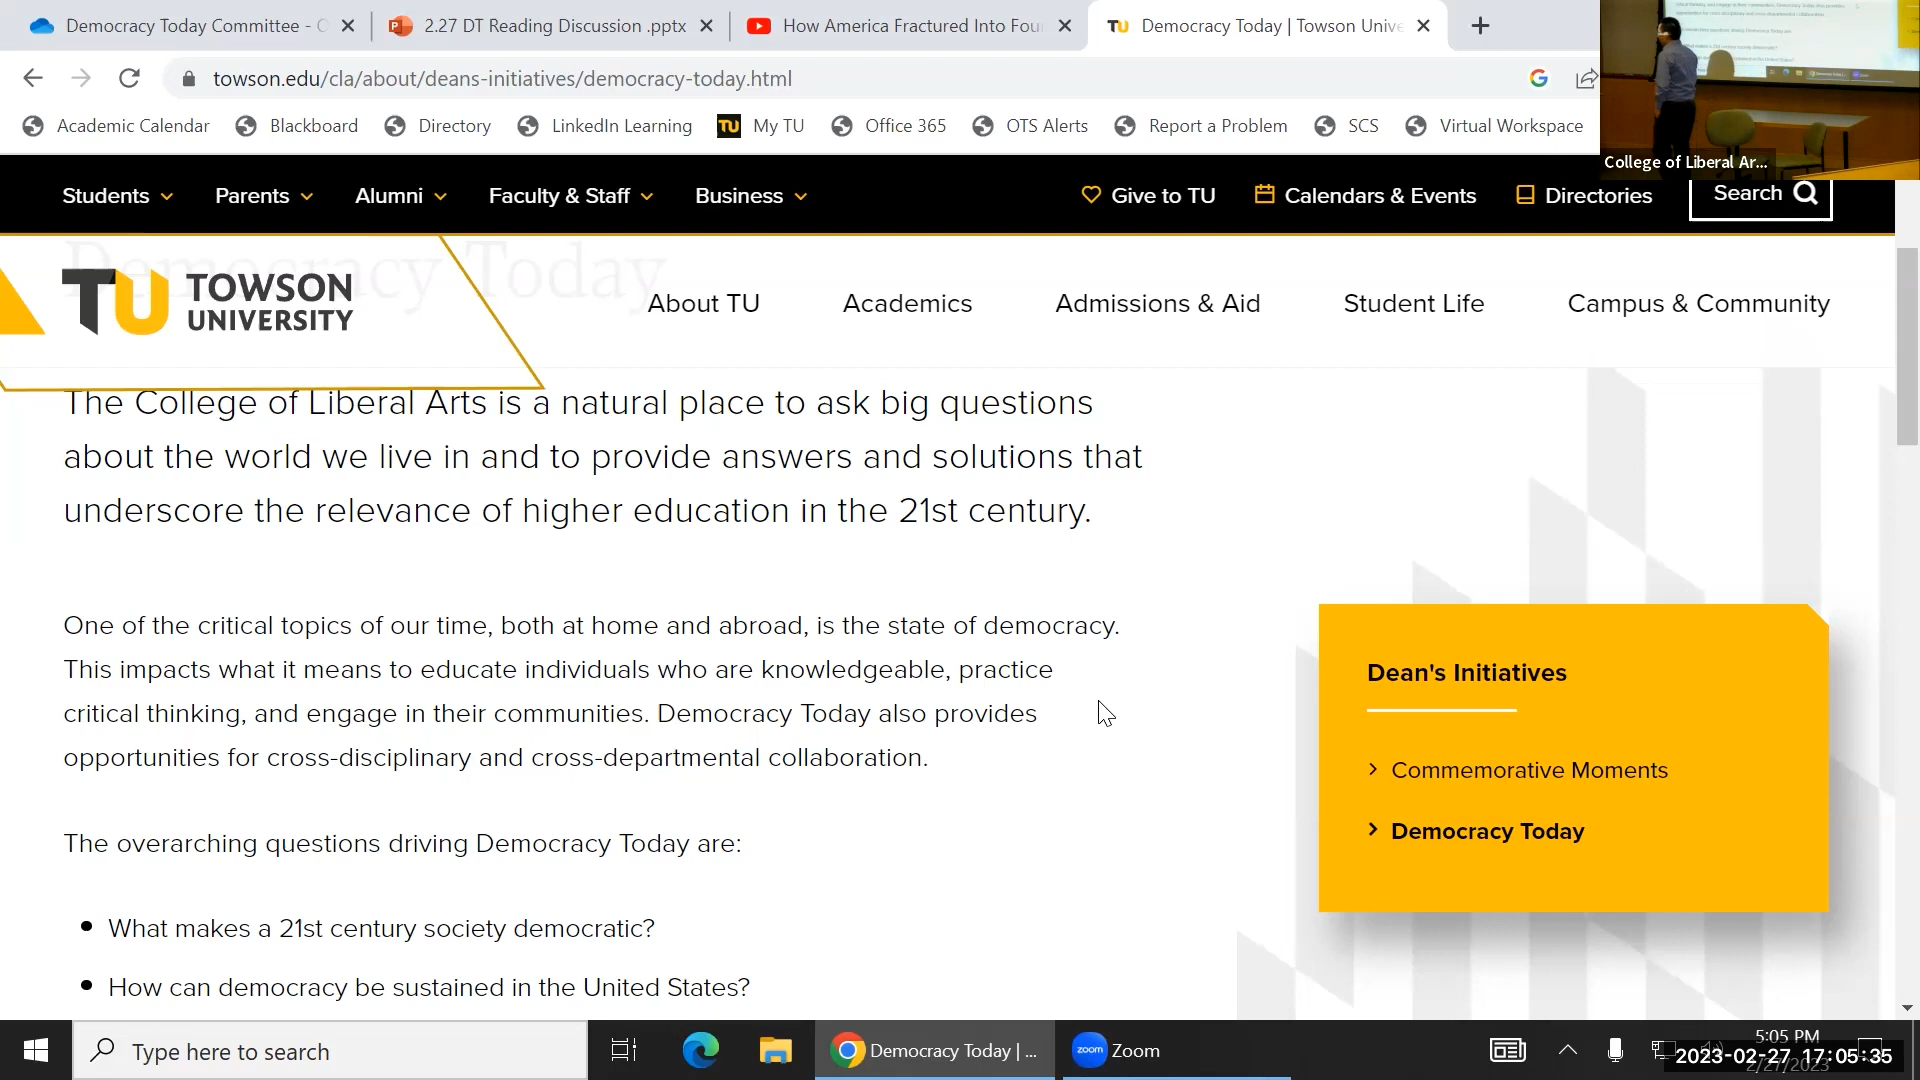 Democracy Today Committee - O
2.27 DT Reading Discussion .pptx
How America Fractured Into Four
Democracy Today | Towson Unive
towson.edu/cla/about/deans-initiatives/democracy-today.html
Academic Calendar
Blackboard
Directory
LinkedIn Learning
TU My TU
Office 365
OTS Alerts
Report a Problem
SCS
Virtual Workspace
College of Liberal Ar...
Students
Parents
Alumni
Faculty & Staff
Business
Give to TU
Calendars & Events
Directories
Search
Democracy Today
TU TOWSON
UNIVERSITY
About TU
Academics
Admissions & Aid
Student Life
Campus & Community
The College of Liberal Arts is a natural place to ask big questions
about the world we live in and to provide answers and solutions that
underscore the relevance of higher education in the 21st century.
One of the critical topics of our time, both at home and abroad, is the state of democracy.
This impacts what it means to educate individuals who are knowledgeable, practice
critical thinking, and engage in their communities. Democracy Today also provides
opportunities for cross-disciplinary and cross-departmental collaboration.
The overarching questions driving Democracy Today are:
• What makes a 21st century society democratic?
• How can democracy be sustained in the United States?
Dean's Initiatives
Commemorative Moments
Democracy Today
Type here to search
Democracy Today | ...
zoom Zoom
5:05 PM
2/27/2023
2023-02-27 17:05:35